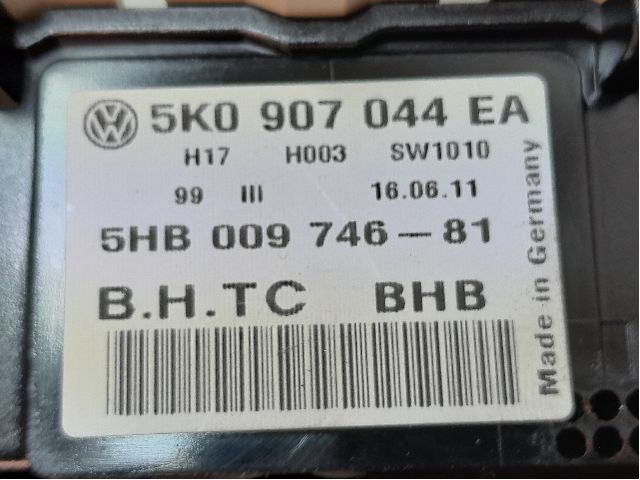 5K0 907 044 EA
H17 H003 SW1010
99 III 16.06.11
5HB 009 746-81
B.H.TC BHB
Made in Germany